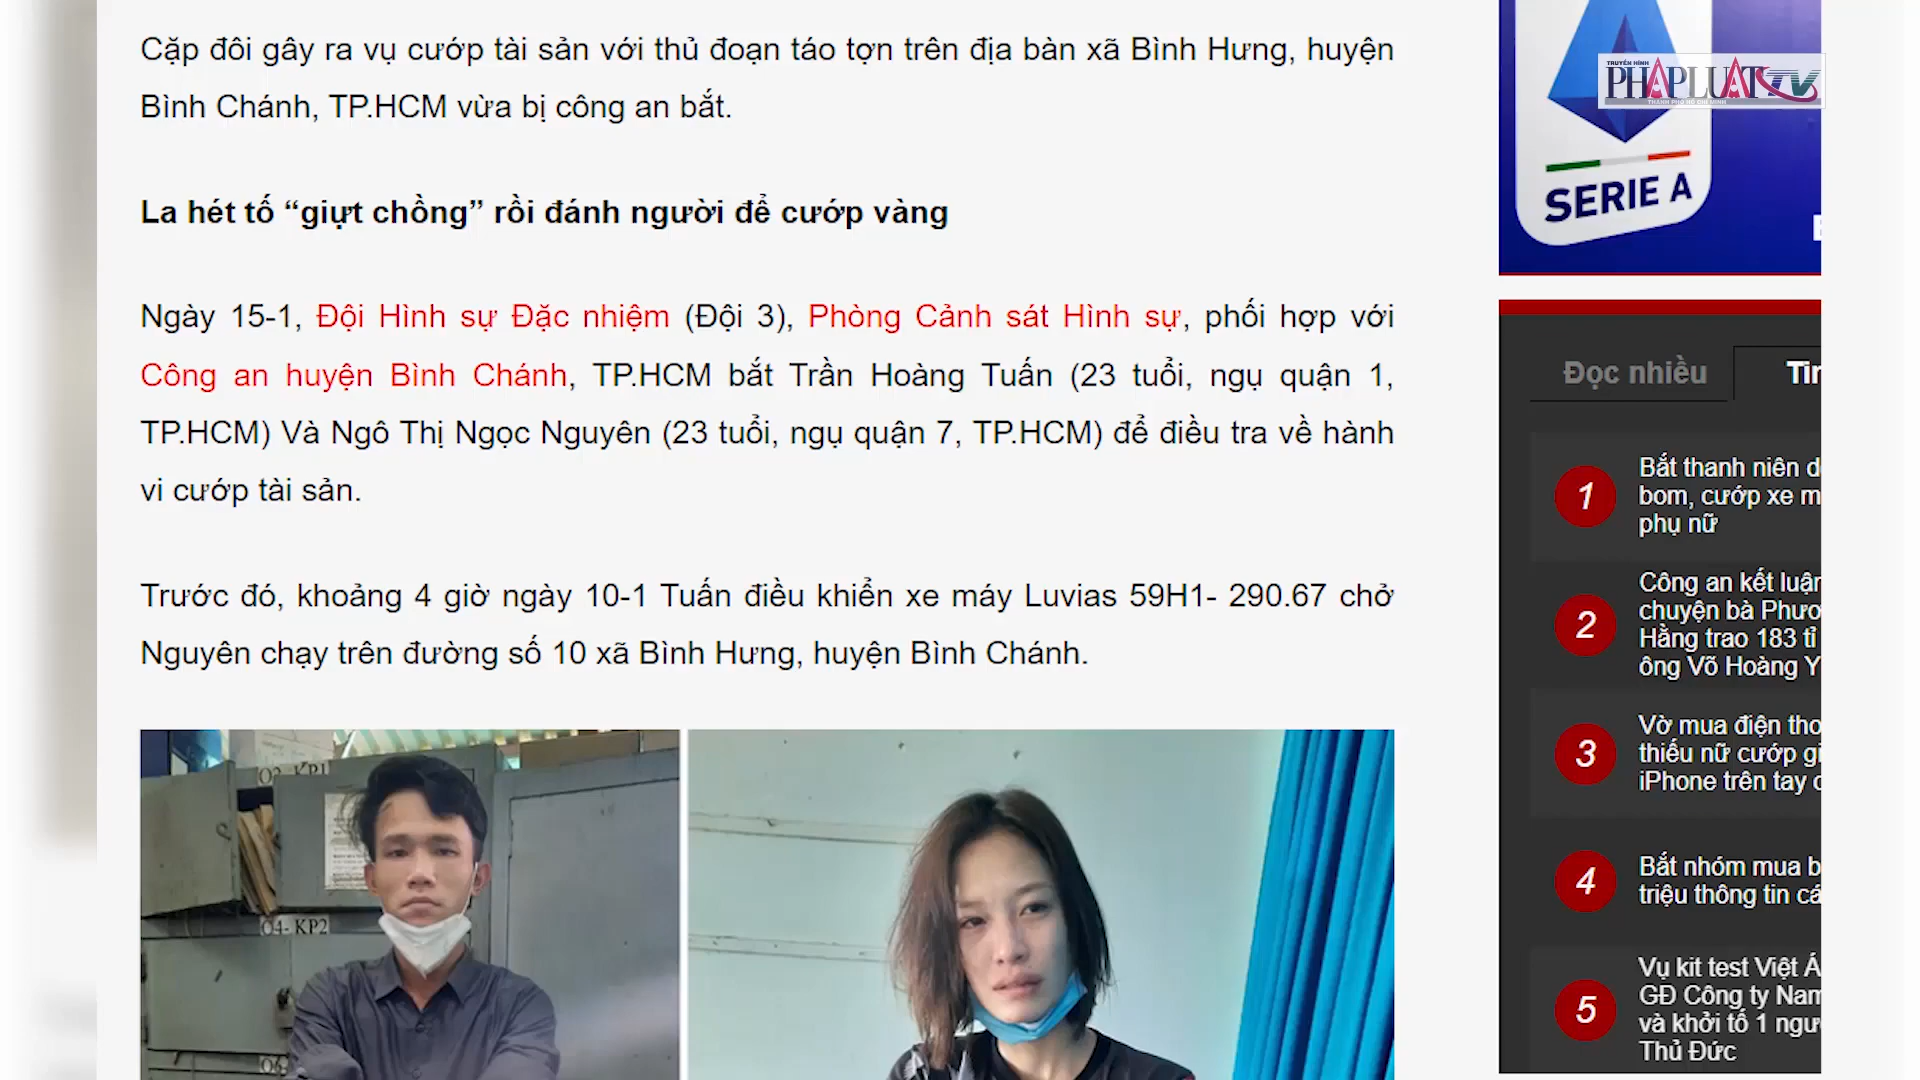 Cặp đôi gây ra vụ cướp tài sản với thủ đoạn táo tợn trên địa bàn xã Bình Hưng, huyện
Bình Chánh, TP.HCM vừa bị công an bắt.
La hét tố “giựt chồng” rồi đánh người để cướp vàng
Ngày 15-1, Đội Hình sự Đặc nhiệm (Đội 3), Phòng Cảnh sát Hình sự, phối hợp với
Công an huyện Bình Chánh, TP.HCM bắt Trần Hoàng Tuấn (23 tuổi, ngụ quận 1,
TP.HCM) Và Ngô Thị Ngọc Nguyên (23 tuổi, ngụ quận 7, TP.HCM) để điều tra về hành
vi cướp tài sản.
Trước đó, khoảng 4 giờ ngày 10-1 Tuấn điều khiển xe máy Luvias 59H1- 290.67 chở
Nguyên chạy trên đường số 10 xã Bình Hưng, huyện Bình Chánh.
O4- KP2
TRUYỀN HÌNH
PHAPLUAT TV
THÀNH PHỐ HỒ CHÍ MINH
SERIE A
Đọc nhiều
1
Bắt thanh niên
bom, cướp xe
phụ nữ
2
Công an kết
chuyện bà
Hằng trao 183 tỉ
ông Võ Hoàng
3
Vờ mua điện
thiếu nữ cướp
iPhone trên tay
4
Bắt nhóm mua
triệu thông tin
5
Vụ kit test Việt
GĐ Công ty
và khởi tố 1
Thủ Đức